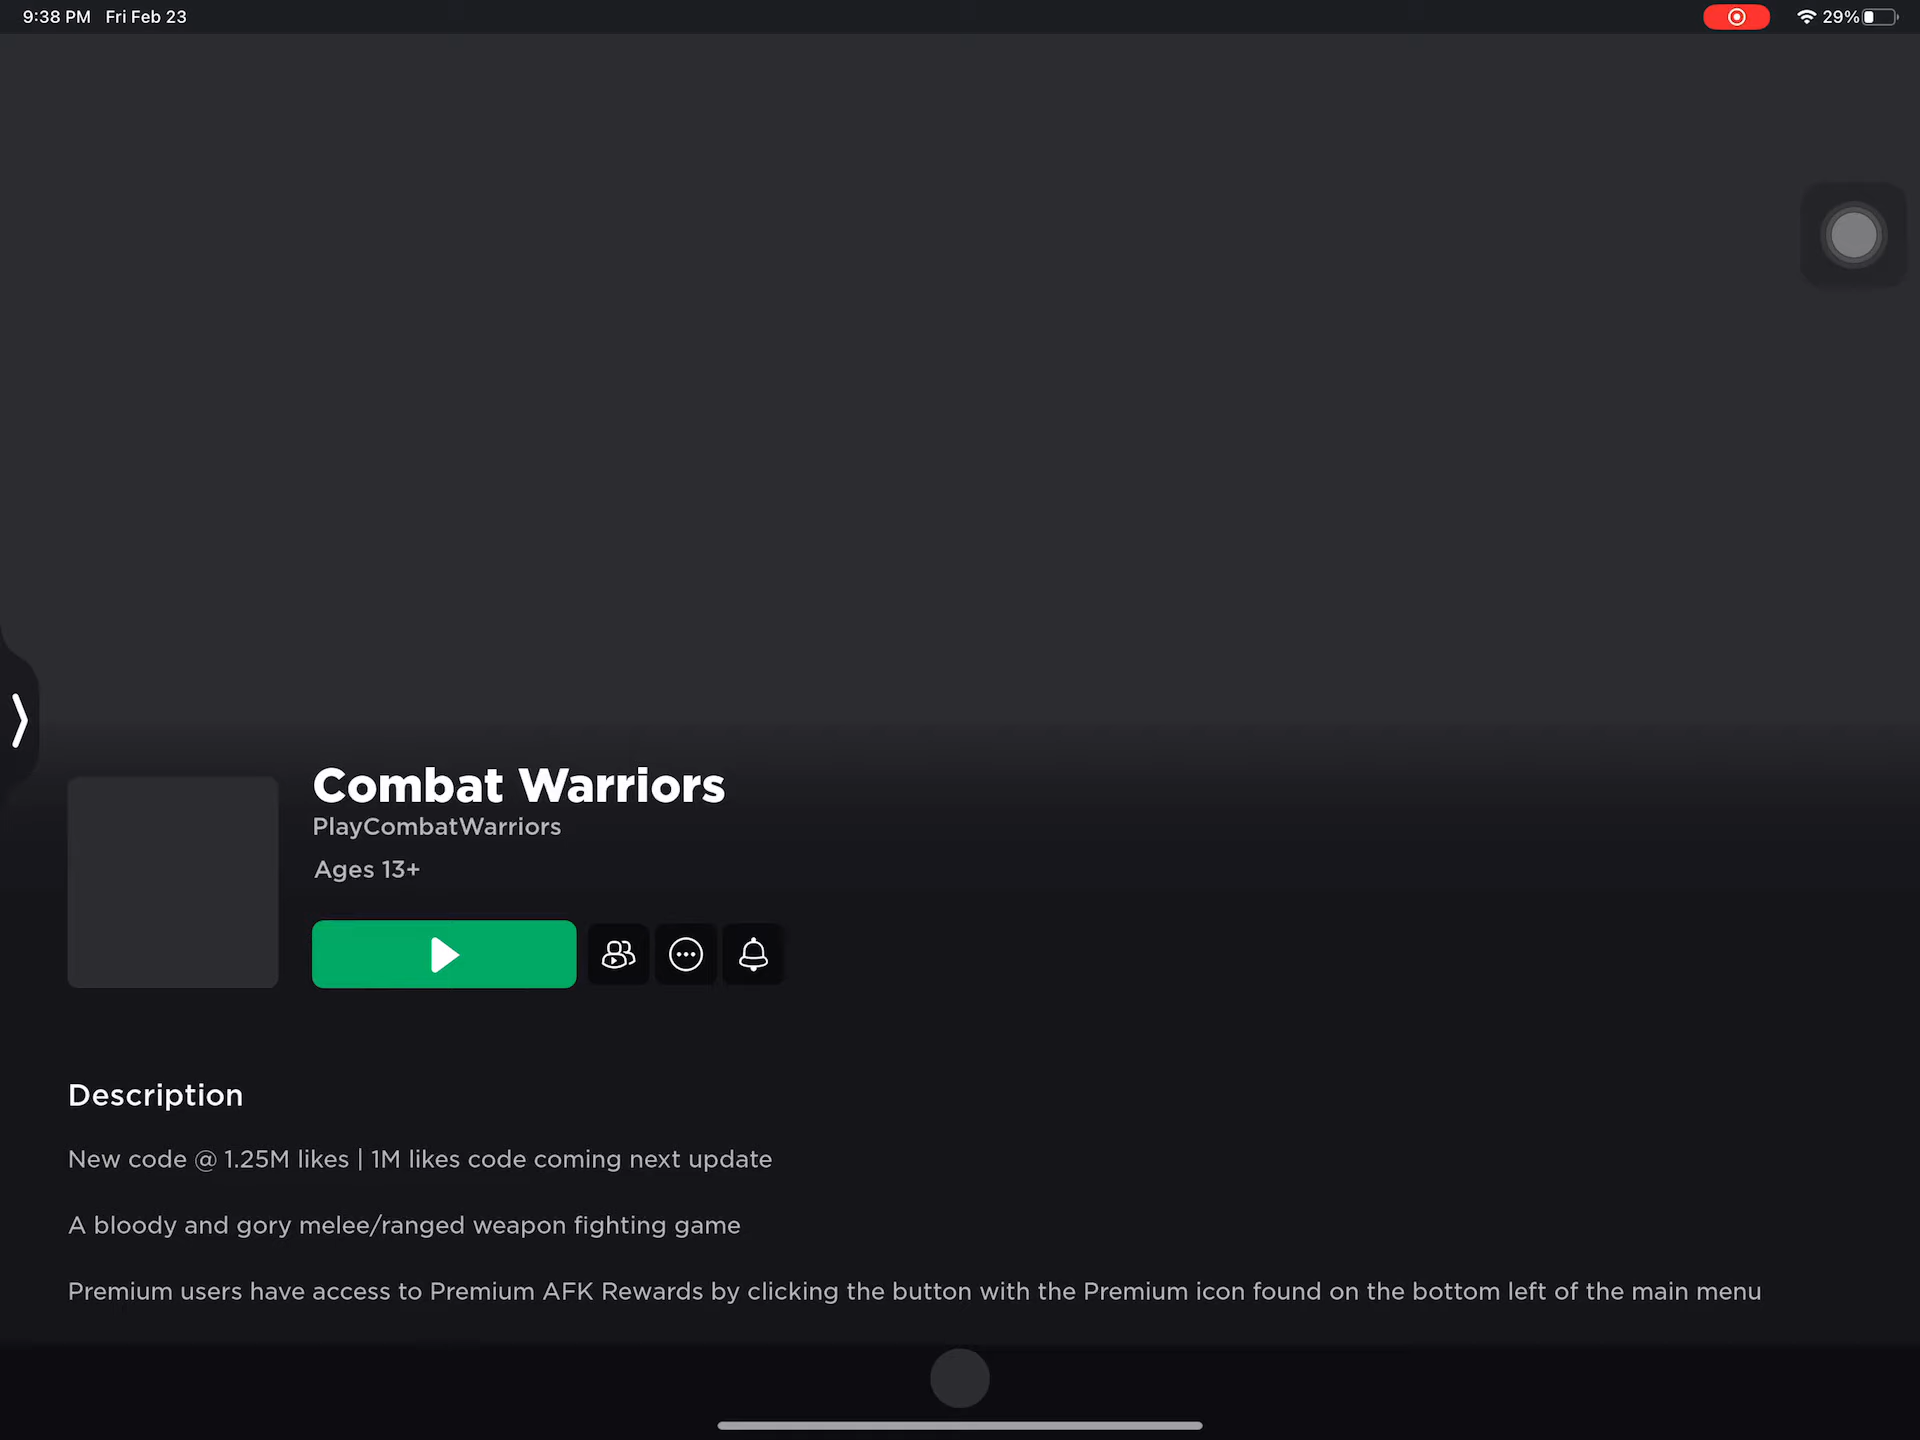 9:38 PM Fri Feb 23
29%
Combat Warriors
PlayCombatWarriors
Ages 13+
Description
New code @ 1.25M likes | 1M likes code coming next update
A bloody and gory melee/ranged weapon fighting game
Premium users have access to Premium AFK Rewards by clicking the button with the Premium icon found on the bottom left of the main menu